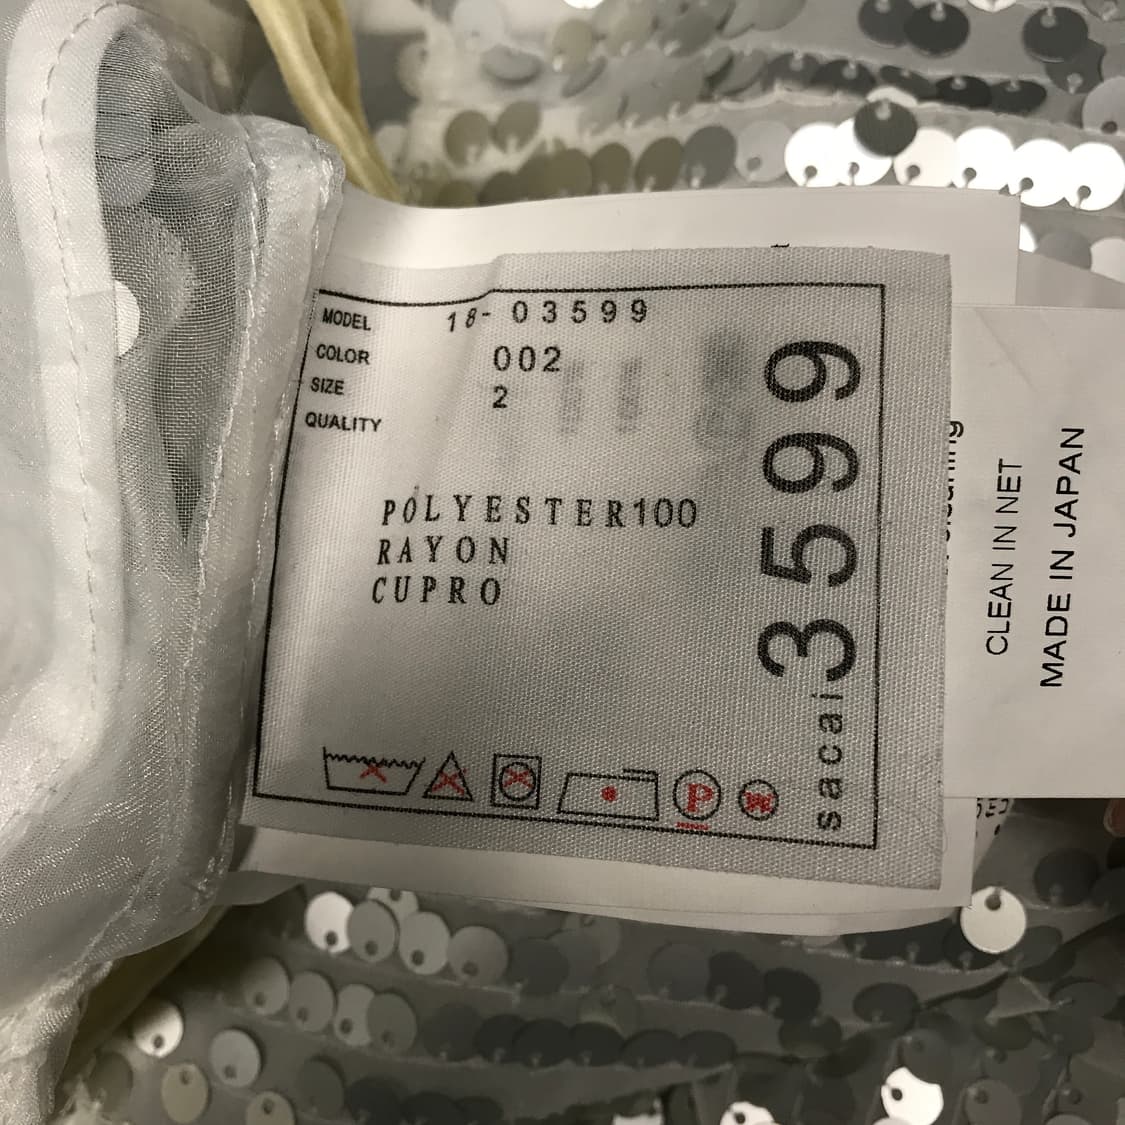 MODEL 18-03599
COLOR 002
SIZE 2
QUALITY
POLYESTER100
RAYON
CUPRO
P
W
sacai 3599
CLEAN IN NET
MADE IN JAPAN